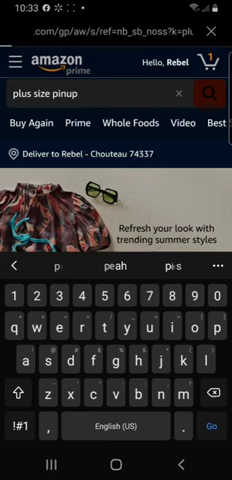 10:33
.com/gp/aw/s/ref=nb_sb_noss?k=plu
amazon
prime
Hello, Rebel
1
plus size pinup
Buy Again Prime Whole Foods Video Best
Deliver to Rebel - Chouteau 74337
Refresh your look with
trending summer styles
peah
1 2 3 4 5 6 7 8 9 0
q w e r t y u i o p
a s d f g h j k l
z x c v b n m
!#1 , English (US) . Go